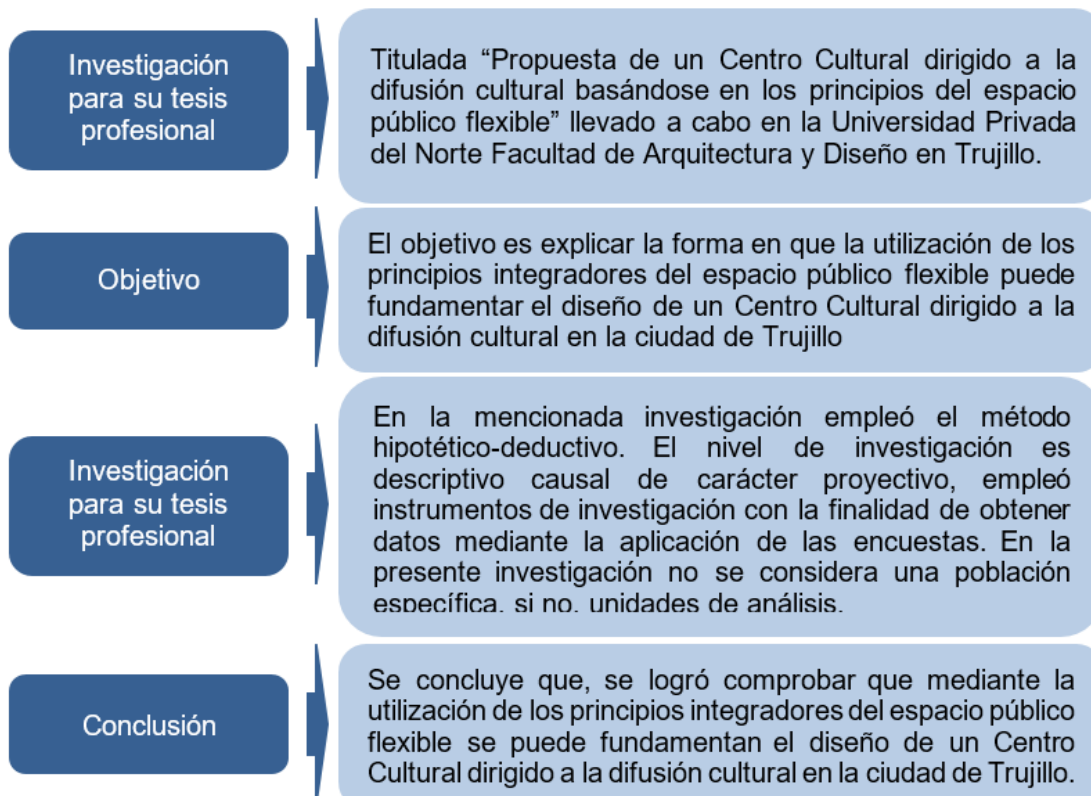 Investigación
para su tesis
profesional
Titulada “Propuesta de un Centro Cultural dirigido a la
difusión cultural basándose en los principios del espacio
público flexible” llevado a cabo en la Universidad Privada
del Norte Facultad de Arquitectura y Diseño en Trujillo.
Objetivo
El objetivo es explicar la forma en que la utilización de los
principios integradores del espacio público flexible puede
fundamentar el diseño de un Centro Cultural dirigido a la
difusión cultural en la ciudad de Trujillo
Investigación
para su tesis
profesional
En la mencionada investigación empleó el método
hipotético-deductivo. El nivel de investigación es
descriptivo causal de carácter proyectivo, empleó
instrumentos de investigación con la finalidad de obtener
datos mediante la aplicación de las encuestas. En la
presente investigación no se considera una población
específica, si no, unidades de análisis.
Conclusión
Se concluye que, se logró comprobar que mediante la
utilización de los principios integradores del espacio público
flexible se puede fundamentan el diseño de un Centro
Cultural dirigido a la difusión cultural en la ciudad de Trujillo.